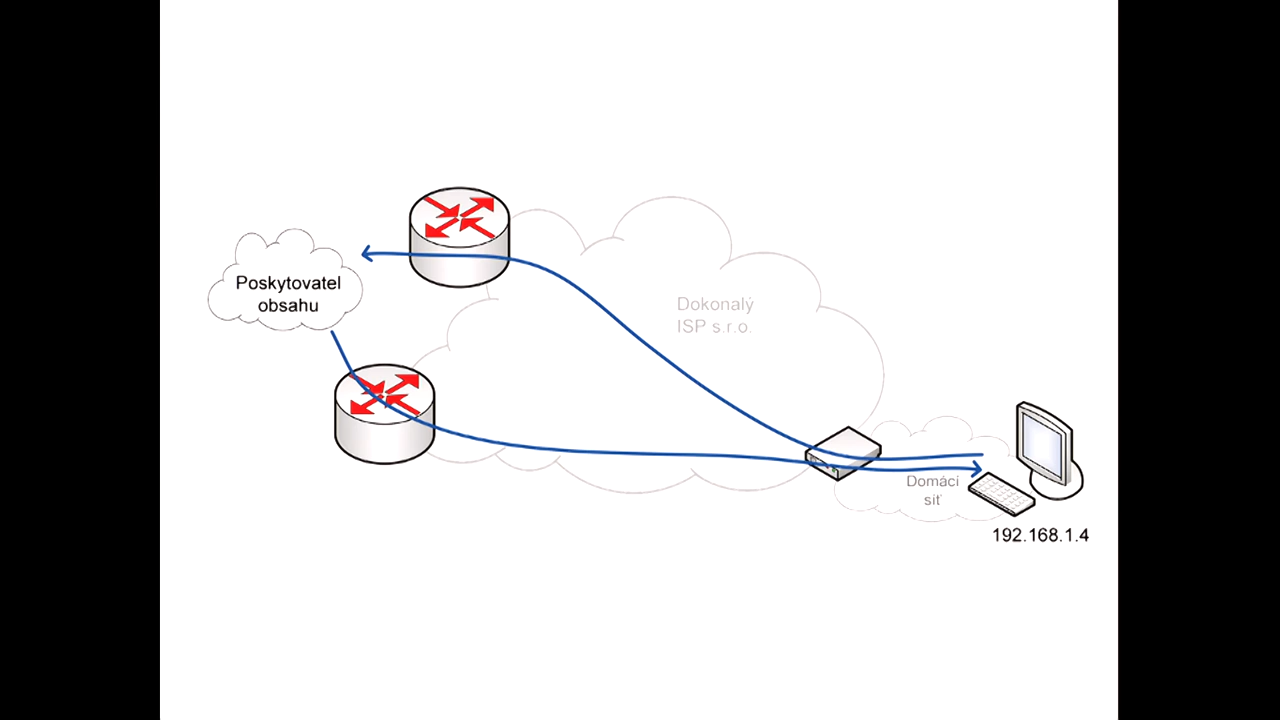 Poskytovatel
obsahu
Dokonalý
ISP s.r.o.
Domácí
síť
192.168.1.4